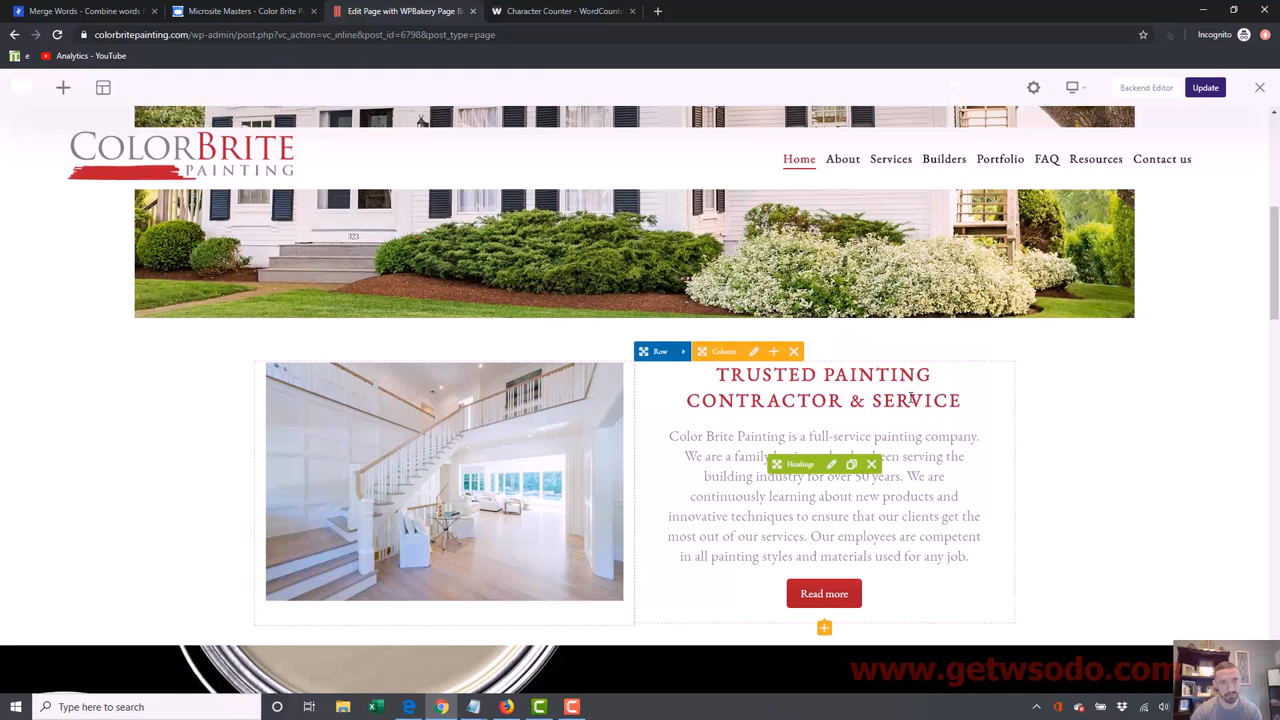 Merge Words
Microsite Masters - Color Brite P
Edit Page with WPBakery Page B
Character Counter - WordCount
colorbritepainting.com/wp-admin/post.php?vc_action=vc_inline&post_id=6798&post_type=page
Incognito
e
Analytics - YouTube
Backend Editor
Update
COLORBRITE
PAINTING
Home
About
Services
Builders
Portfolio
FAQ
Resources
Contact us
323
Row
Column
TRUSTED PAINTING
CONTRACTOR & SERVICE
Color Brite Painting is a full-service painting company.
We are a family been serving the
Headings
building industry for over 50 years. We are
continuously learning about new products and
innovative techniques to ensure that our clients get the
most out of our services. Our employees are competent
in all painting styles and materials used for any job.
Read more
www.getwsodo.com
Type here to search